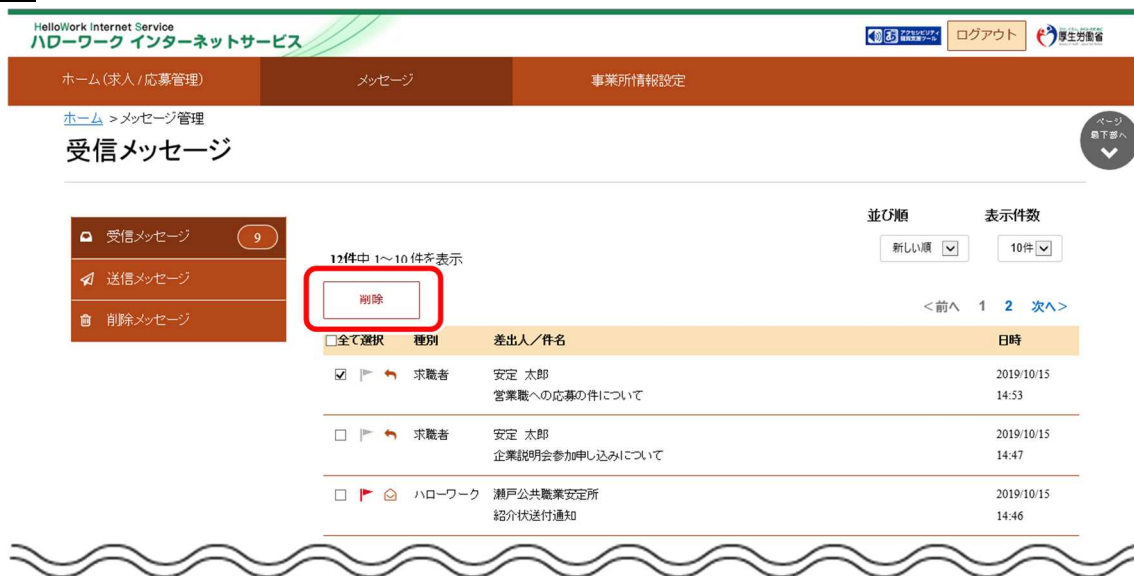 HelloWork Internet Service
ハローワーク インターネットサービス
アクセシビリティ
閲覧支援ツール
ログアウト
厚生労働省
ホーム(求人/応募管理)
メッセージ
事業所情報設定
ホーム >メッセージ管理
ページ
最下部へ
受信メッセージ
受信メッセージ 9
送信メッセージ
削除メッセージ
並び順 表示件数
新しい順 10件
12件中 1～10 件を表示
削除
<前へ 1 2 次へ>
全て選択 種別 差出人／件名 日時
求職者 安定 太郎 2019/10/15
営業職への応募の件について 14:53
求職者 安定 太郎 2019/10/15
企業説明会参加申し込みについて 14:47
ハローワーク 瀬戸公共職業安定所 2019/10/15
紹介状送付通知 14:46